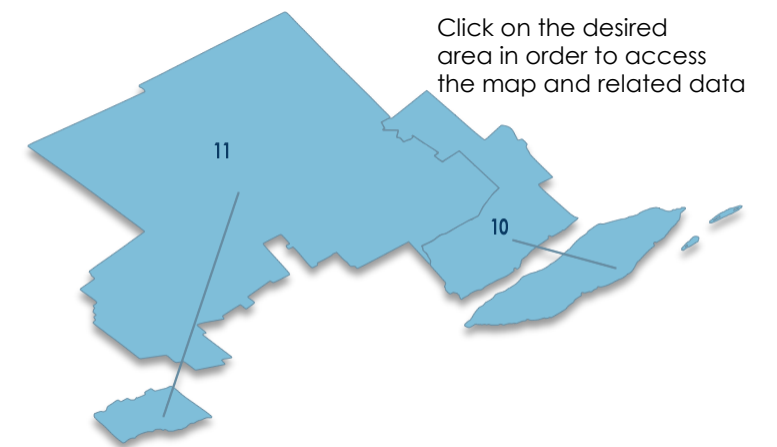 Click on the desired
area in order to access
the map and related data
11
10